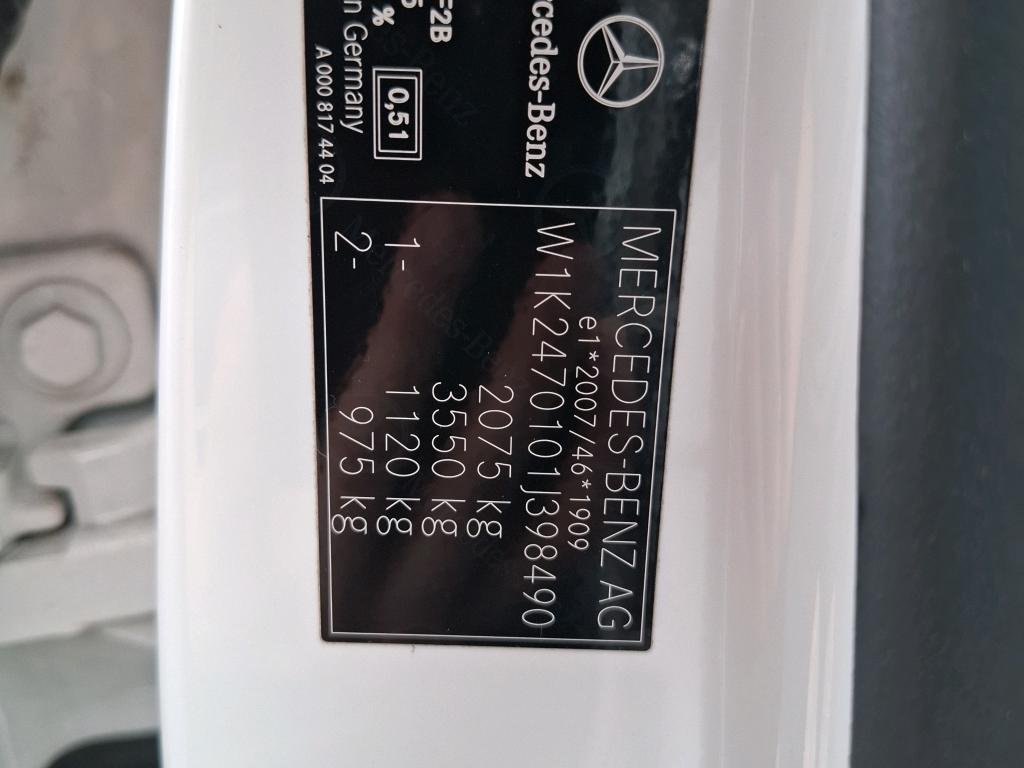 Mercedes-Benz
F2B
%
in Germany
0,51
A 000 817 44 04
MERCEDES-BENZ AG
e1*2007/46*1909
W1K2470101J398490
2075 kg
3550 kg
1- 1120 kg
2- 975 kg